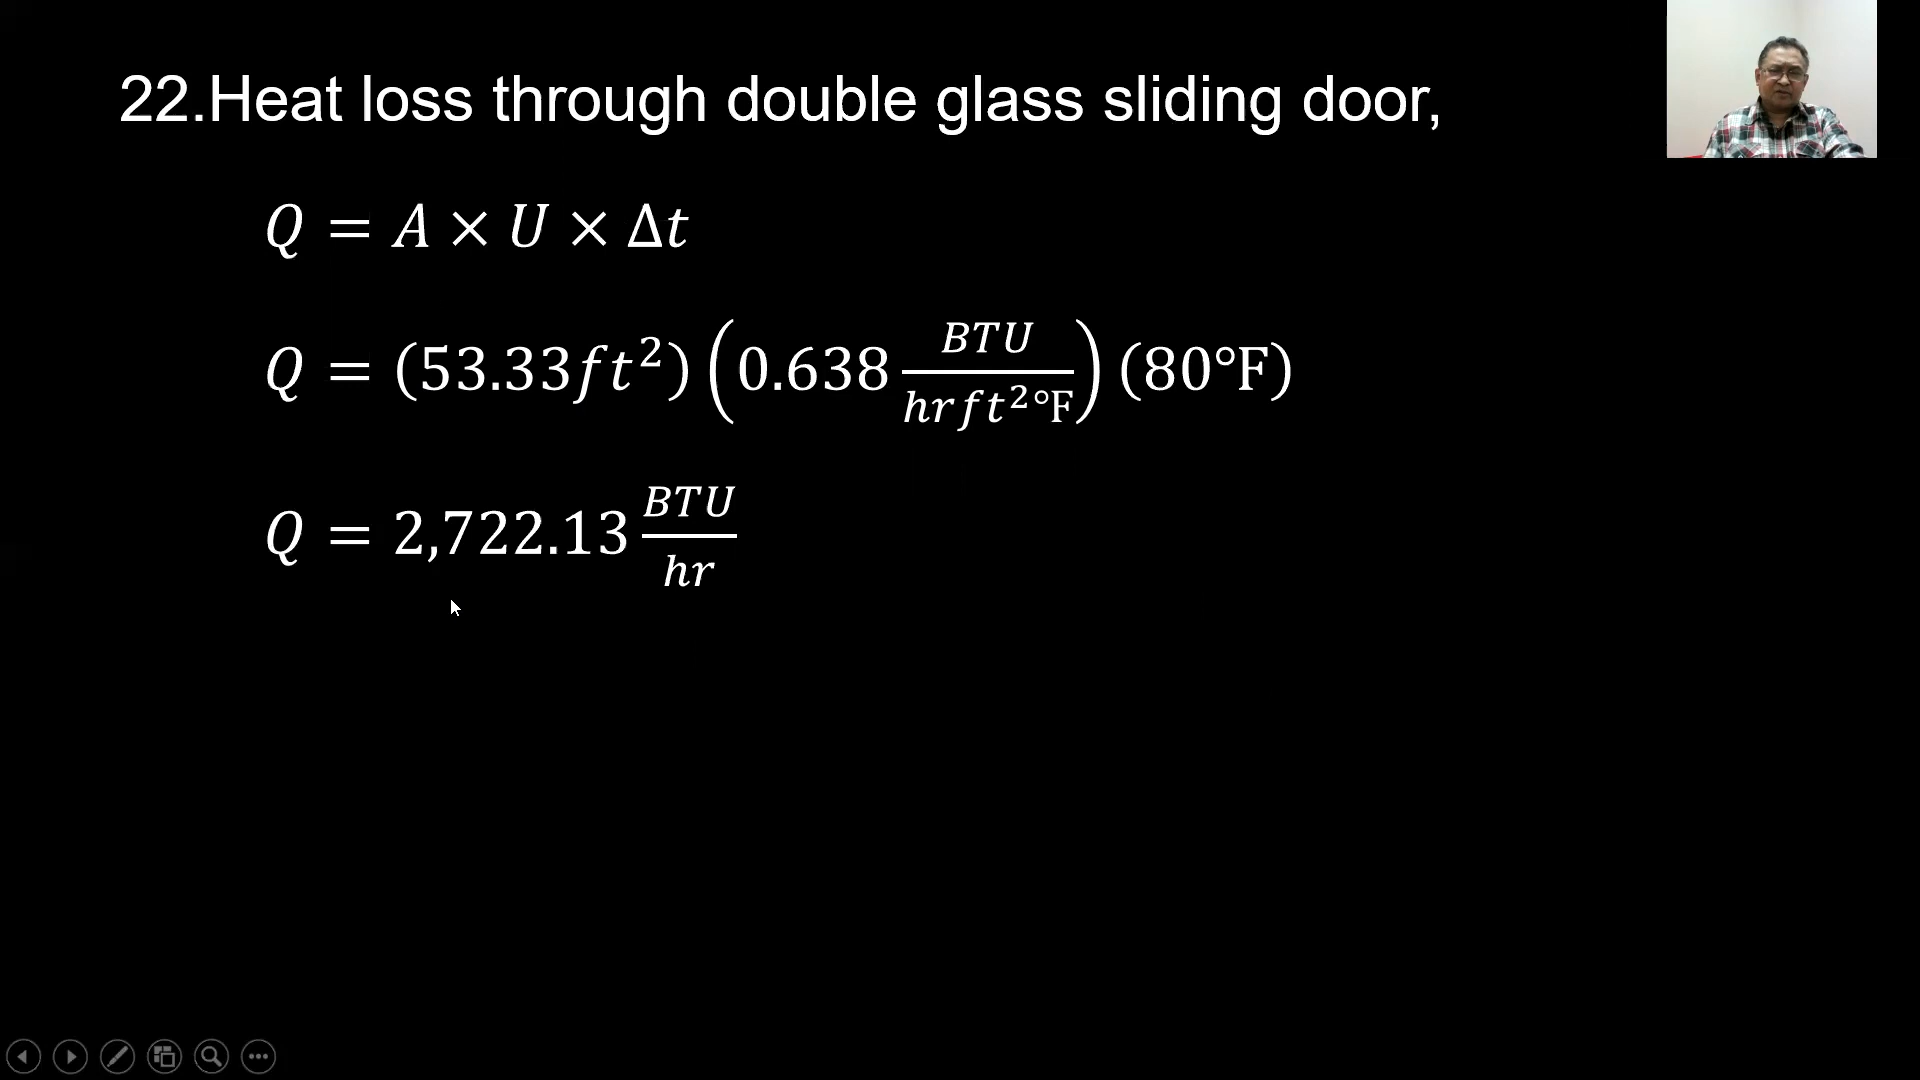 22.Heat loss through double glass sliding door,
Q = A × U × Δt
Q = (53.33ft²) (0.638 BTU/hrft²°F) (80°F)
Q = 2,722.13 BTU/hr